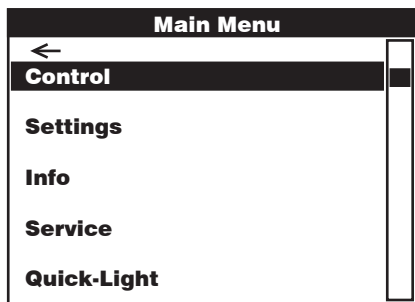 Main Menu
Control
Settings
Info
Service
Quick-Light